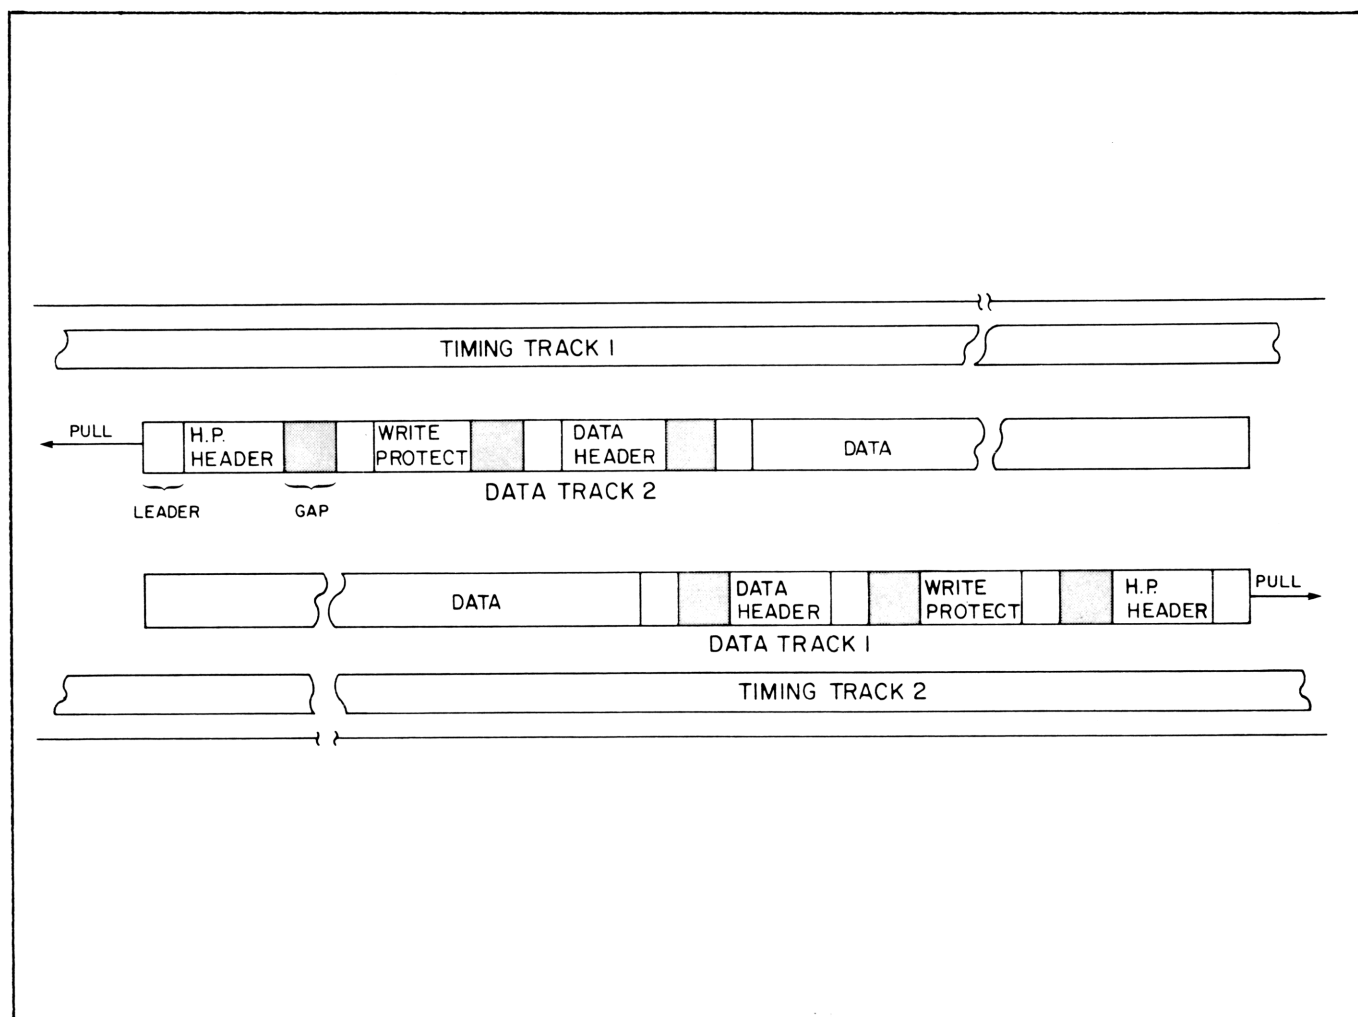 TIMING TRACK 1
PULL
H.P.
HEADER
WRITE
PROTECT
DATA
HEADER
DATA
LEADER
GAP
DATA TRACK 2
DATA
DATA
HEADER
WRITE
PROTECT
H.P.
HEADER
PULL
DATA TRACK 1
TIMING TRACK 2